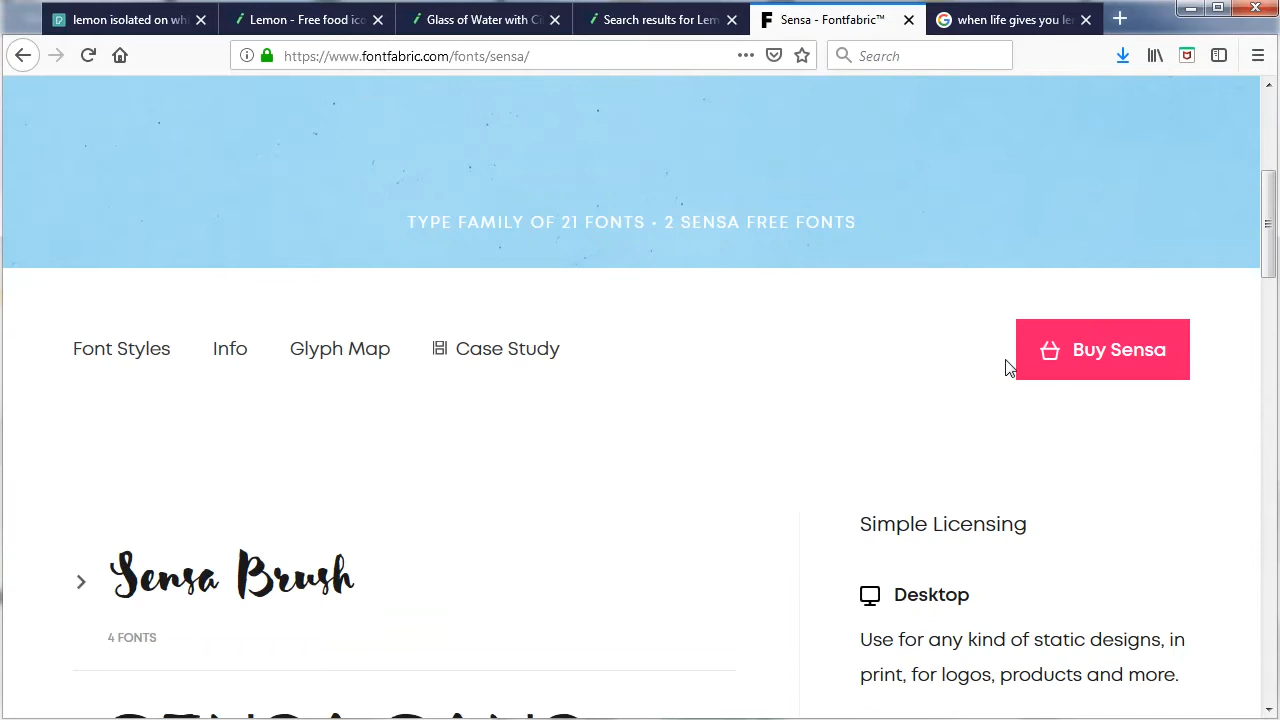 lemon isolated on whi
Lemon - Free food ico
Glass of Water with Ci
Search results for Lem
Sensa - Fontfabric™
when life gives you le
https://www.fontfabric.com/fonts/sensa/
Search
TYPE FAMILY OF 21 FONTS • 2 SENSA FREE FONTS
Font Styles
Info
Glyph Map
Case Study
Buy Sensa
Simple Licensing
Sensa Brush
4 FONTS
Desktop
Use for any kind of static designs, in
print, for logos, products and more.